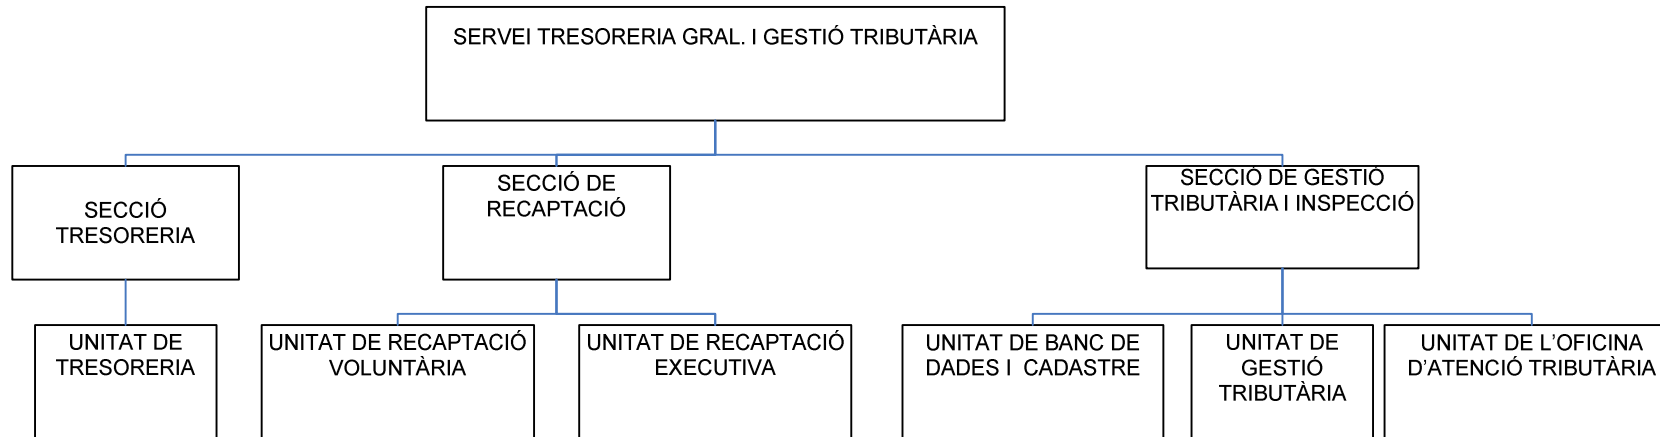 SERVEI TRESORERIA GRAL. I GESTIÓ TRIBUTÀRIA
SECCIÓ
TRESORERIA
SECCIÓ DE
RECAPTACIÓ
SECCIÓ DE GESTIÓ
TRIBUTÀRIA I INSPECCIÓ
UNITAT DE
TRESORERIA
UNITAT DE RECAPTACIÓ
VOLUNTÀRIA
UNITAT DE RECAPTACIÓ
EXECUTIVA
UNITAT DE BANC DE
DADES I CADASTRE
UNITAT DE
GESTIÓ
TRIBUTÀRIA
UNITAT DE L'OFICINA
D'ATENCIÓ TRIBUTÀRIA